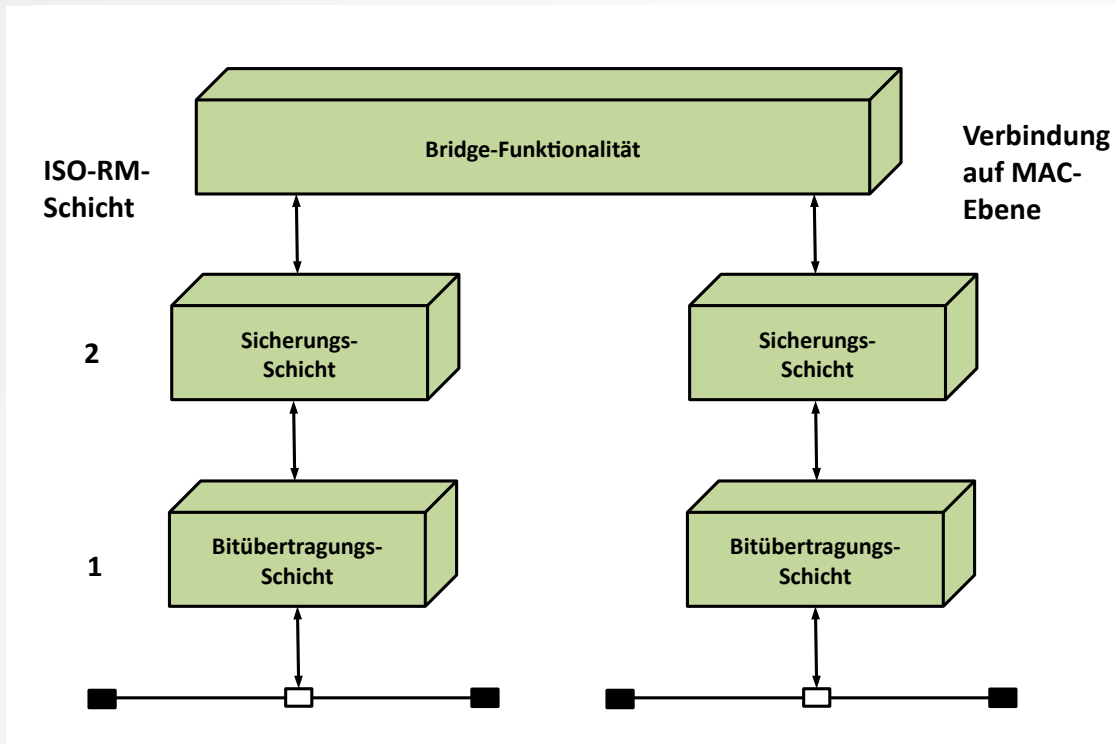 Bridge-Funktionalität
ISO-RM-
Schicht
Verbindung
auf MAC-
Ebene
2
Sicherungs-
Schicht
Sicherungs-
Schicht
1
Bitübertragungs-
Schicht
Bitübertragungs-
Schicht